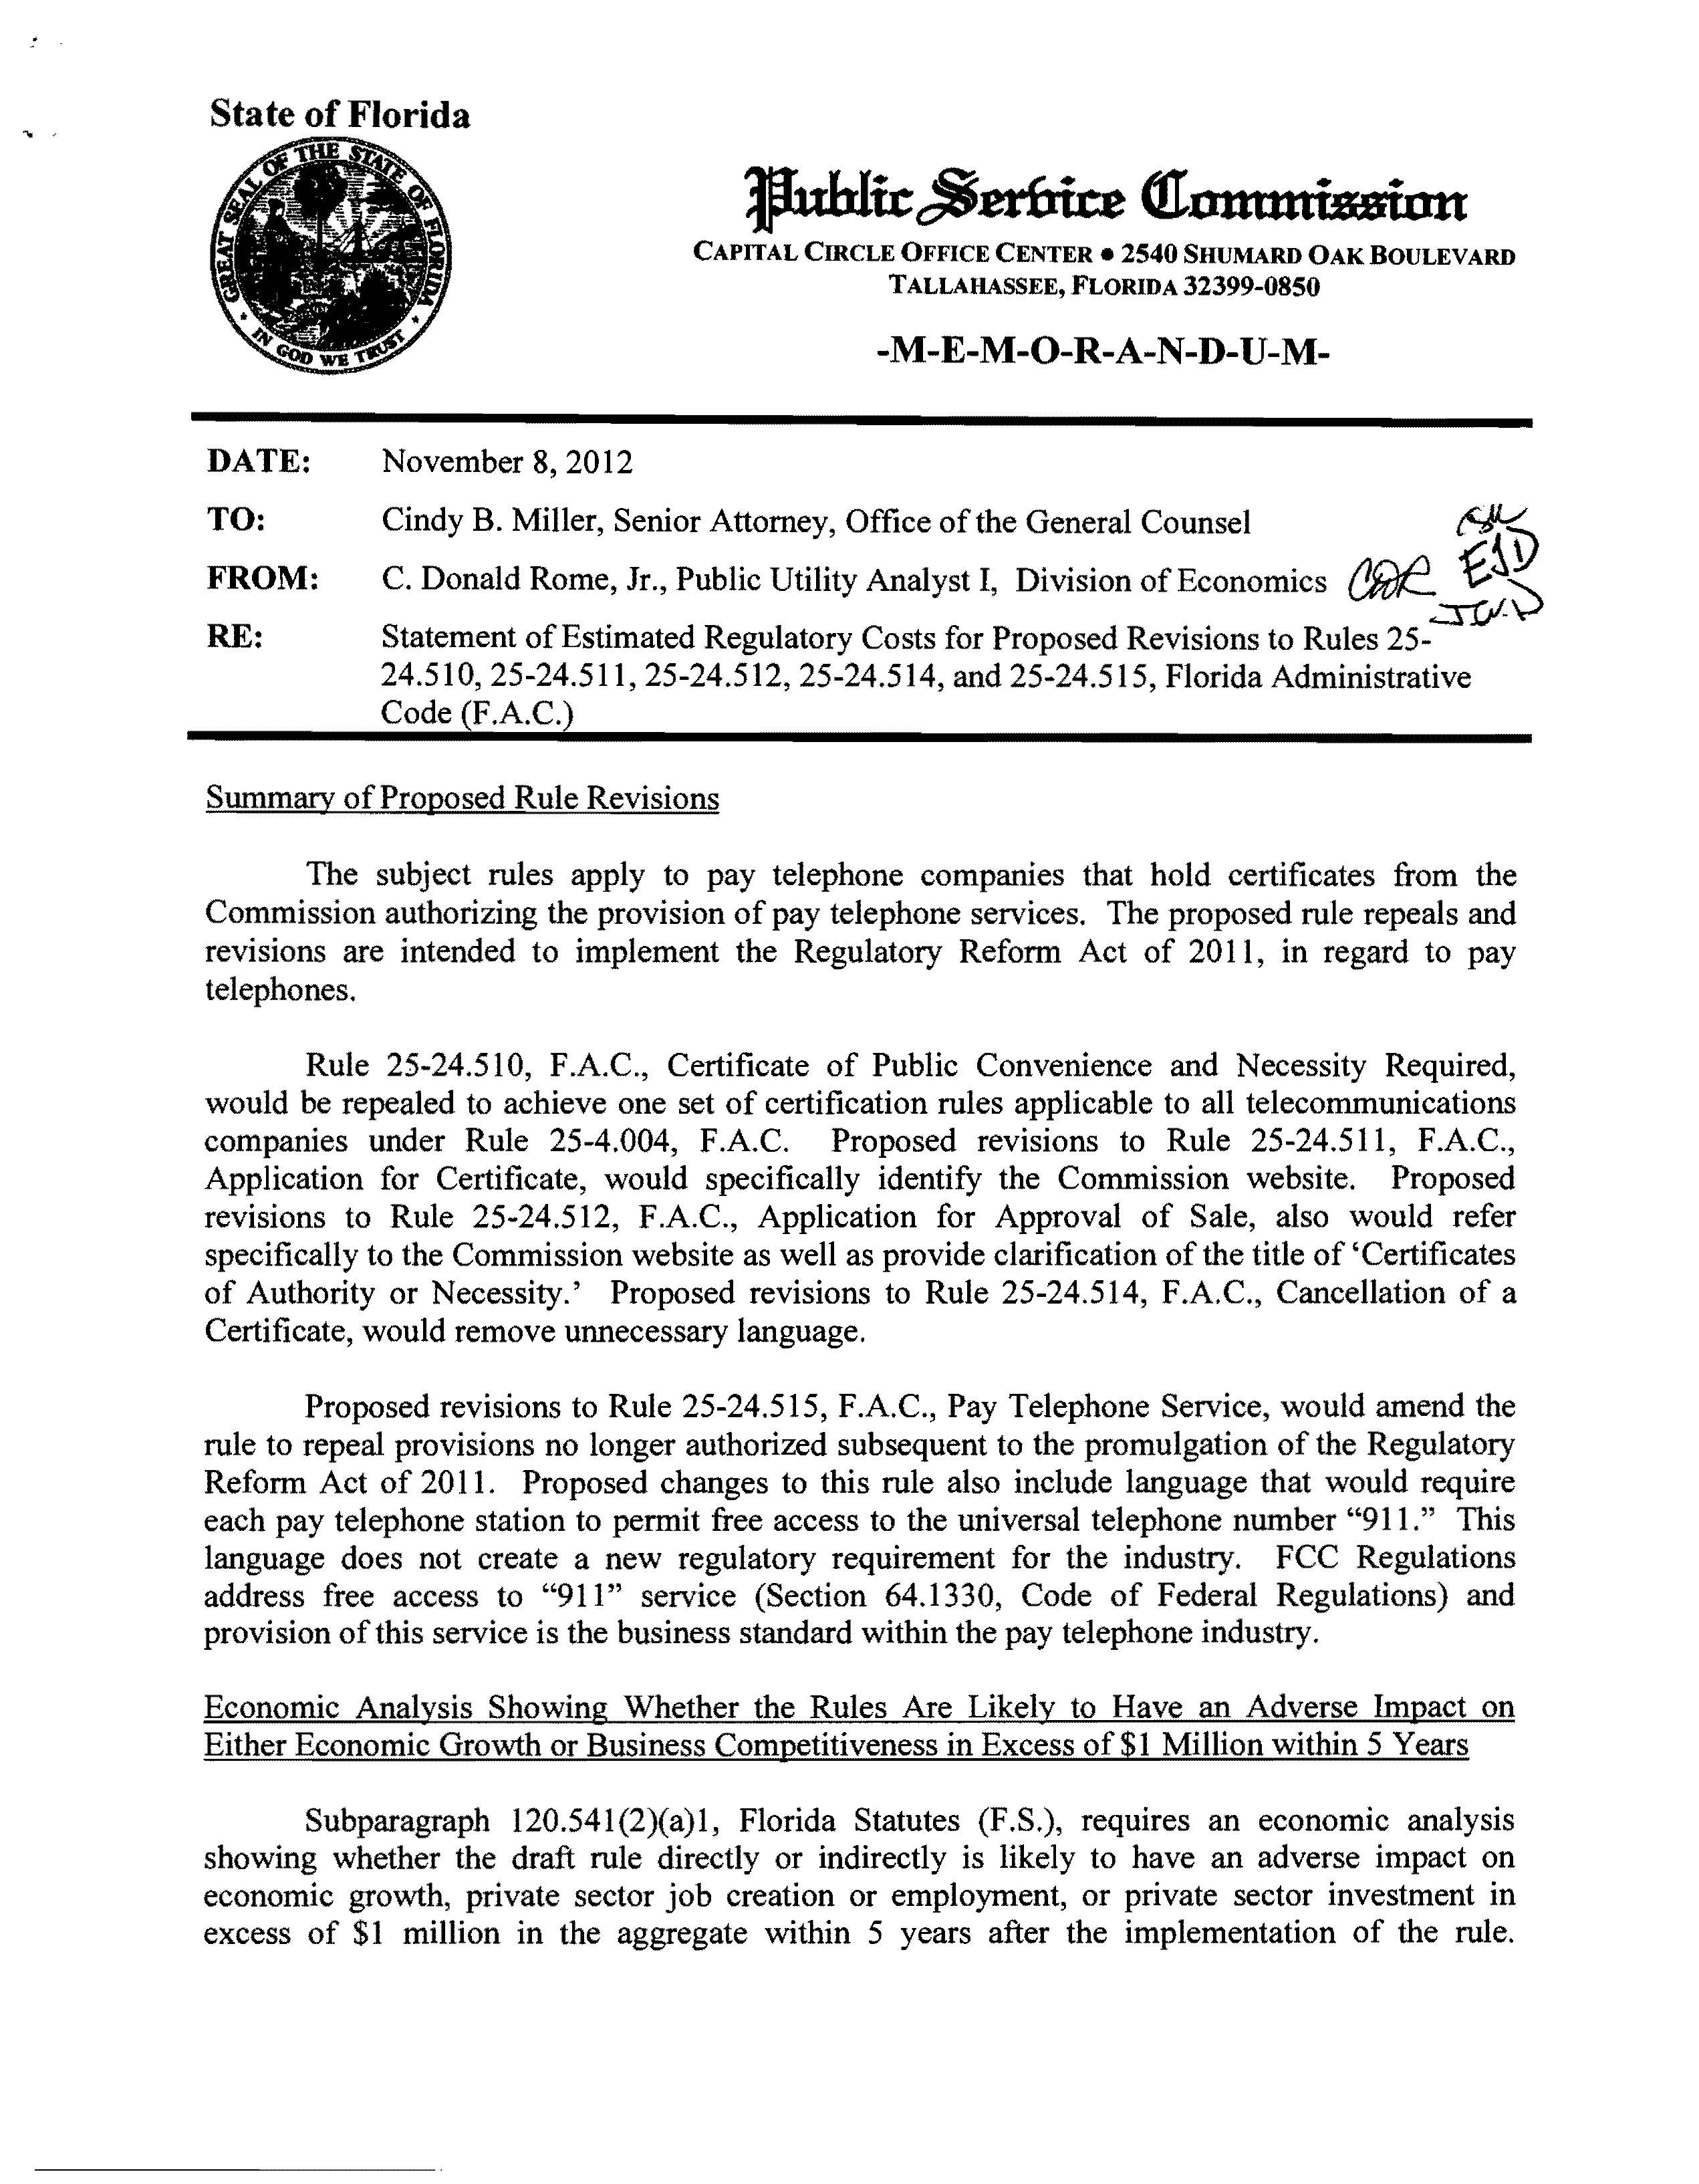 State of Florida
GREAT SEAL OF THE STATE OF FLORIDA
IN GOD WE TRUST
Public Service Commission
CAPITAL CIRCLE OFFICE CENTER ● 2540 SHUMARD OAK BOULEVARD
TALLAHASSEE, FLORIDA 32399-0850
-M-E-M-O-R-A-N-D-U-M-
DATE: November 8, 2012
TO: Cindy B. Miller, Senior Attorney, Office of the General Counsel
FROM: C. Donald Rome, Jr., Public Utility Analyst I, Division of Economics CDR EJD
RE: Statement of Estimated Regulatory Costs for Proposed Revisions to Rules 25-
24.510, 25-24.511, 25-24.512, 25-24.514, and 25-24.515, Florida Administrative
Code (F.A.C.)
Summary of Proposed Rule Revisions
The subject rules apply to pay telephone companies that hold certificates from the
Commission authorizing the provision of pay telephone services. The proposed rule repeals and
revisions are intended to implement the Regulatory Reform Act of 2011, in regard to pay
telephones.
Rule 25-24.510, F.A.C., Certificate of Public Convenience and Necessity Required,
would be repealed to achieve one set of certification rules applicable to all telecommunications
companies under Rule 25-4.004, F.A.C. Proposed revisions to Rule 25-24.511, F.A.C.,
Application for Certificate, would specifically identify the Commission website. Proposed
revisions to Rule 25-24.512, F.A.C., Application for Approval of Sale, also would refer
specifically to the Commission website as well as provide clarification of the title of ‘Certificates
of Authority or Necessity.’ Proposed revisions to Rule 25-24.514, F.A.C., Cancellation of a
Certificate, would remove unnecessary language.
Proposed revisions to Rule 25-24.515, F.A.C., Pay Telephone Service, would amend the
rule to repeal provisions no longer authorized subsequent to the promulgation of the Regulatory
Reform Act of 2011. Proposed changes to this rule also include language that would require
each pay telephone station to permit free access to the universal telephone number “911.” This
language does not create a new regulatory requirement for the industry. FCC Regulations
address free access to “911” service (Section 64.1330, Code of Federal Regulations) and
provision of this service is the business standard within the pay telephone industry.
Economic Analysis Showing Whether the Rules Are Likely to Have an Adverse Impact on
Either Economic Growth or Business Competitiveness in Excess of $1 Million within 5 Years
Subparagraph 120.541(2)(a)1, Florida Statutes (F.S.), requires an economic analysis
showing whether the draft rule directly or indirectly is likely to have an adverse impact on
economic growth, private sector job creation or employment, or private sector investment in
excess of $1 million in the aggregate within 5 years after the implementation of the rule.